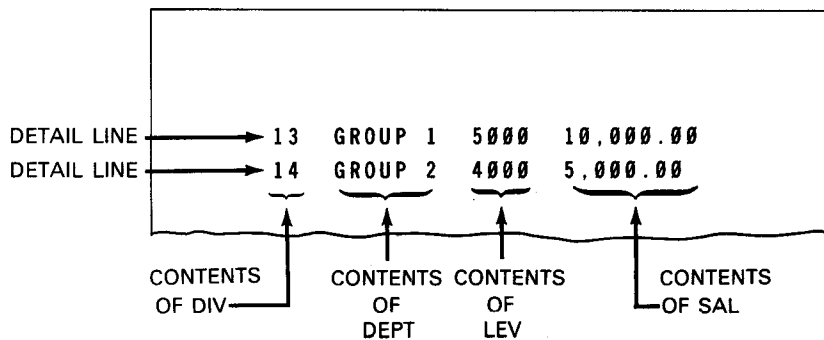 DETAIL LINE 13 GROUP 1 5000 10,000.00
DETAIL LINE 14 GROUP 2 4000 5,000.00
CONTENTS CONTENTS CONTENTS CONTENTS
OF DIV OF OF OF SAL
DEPT LEV